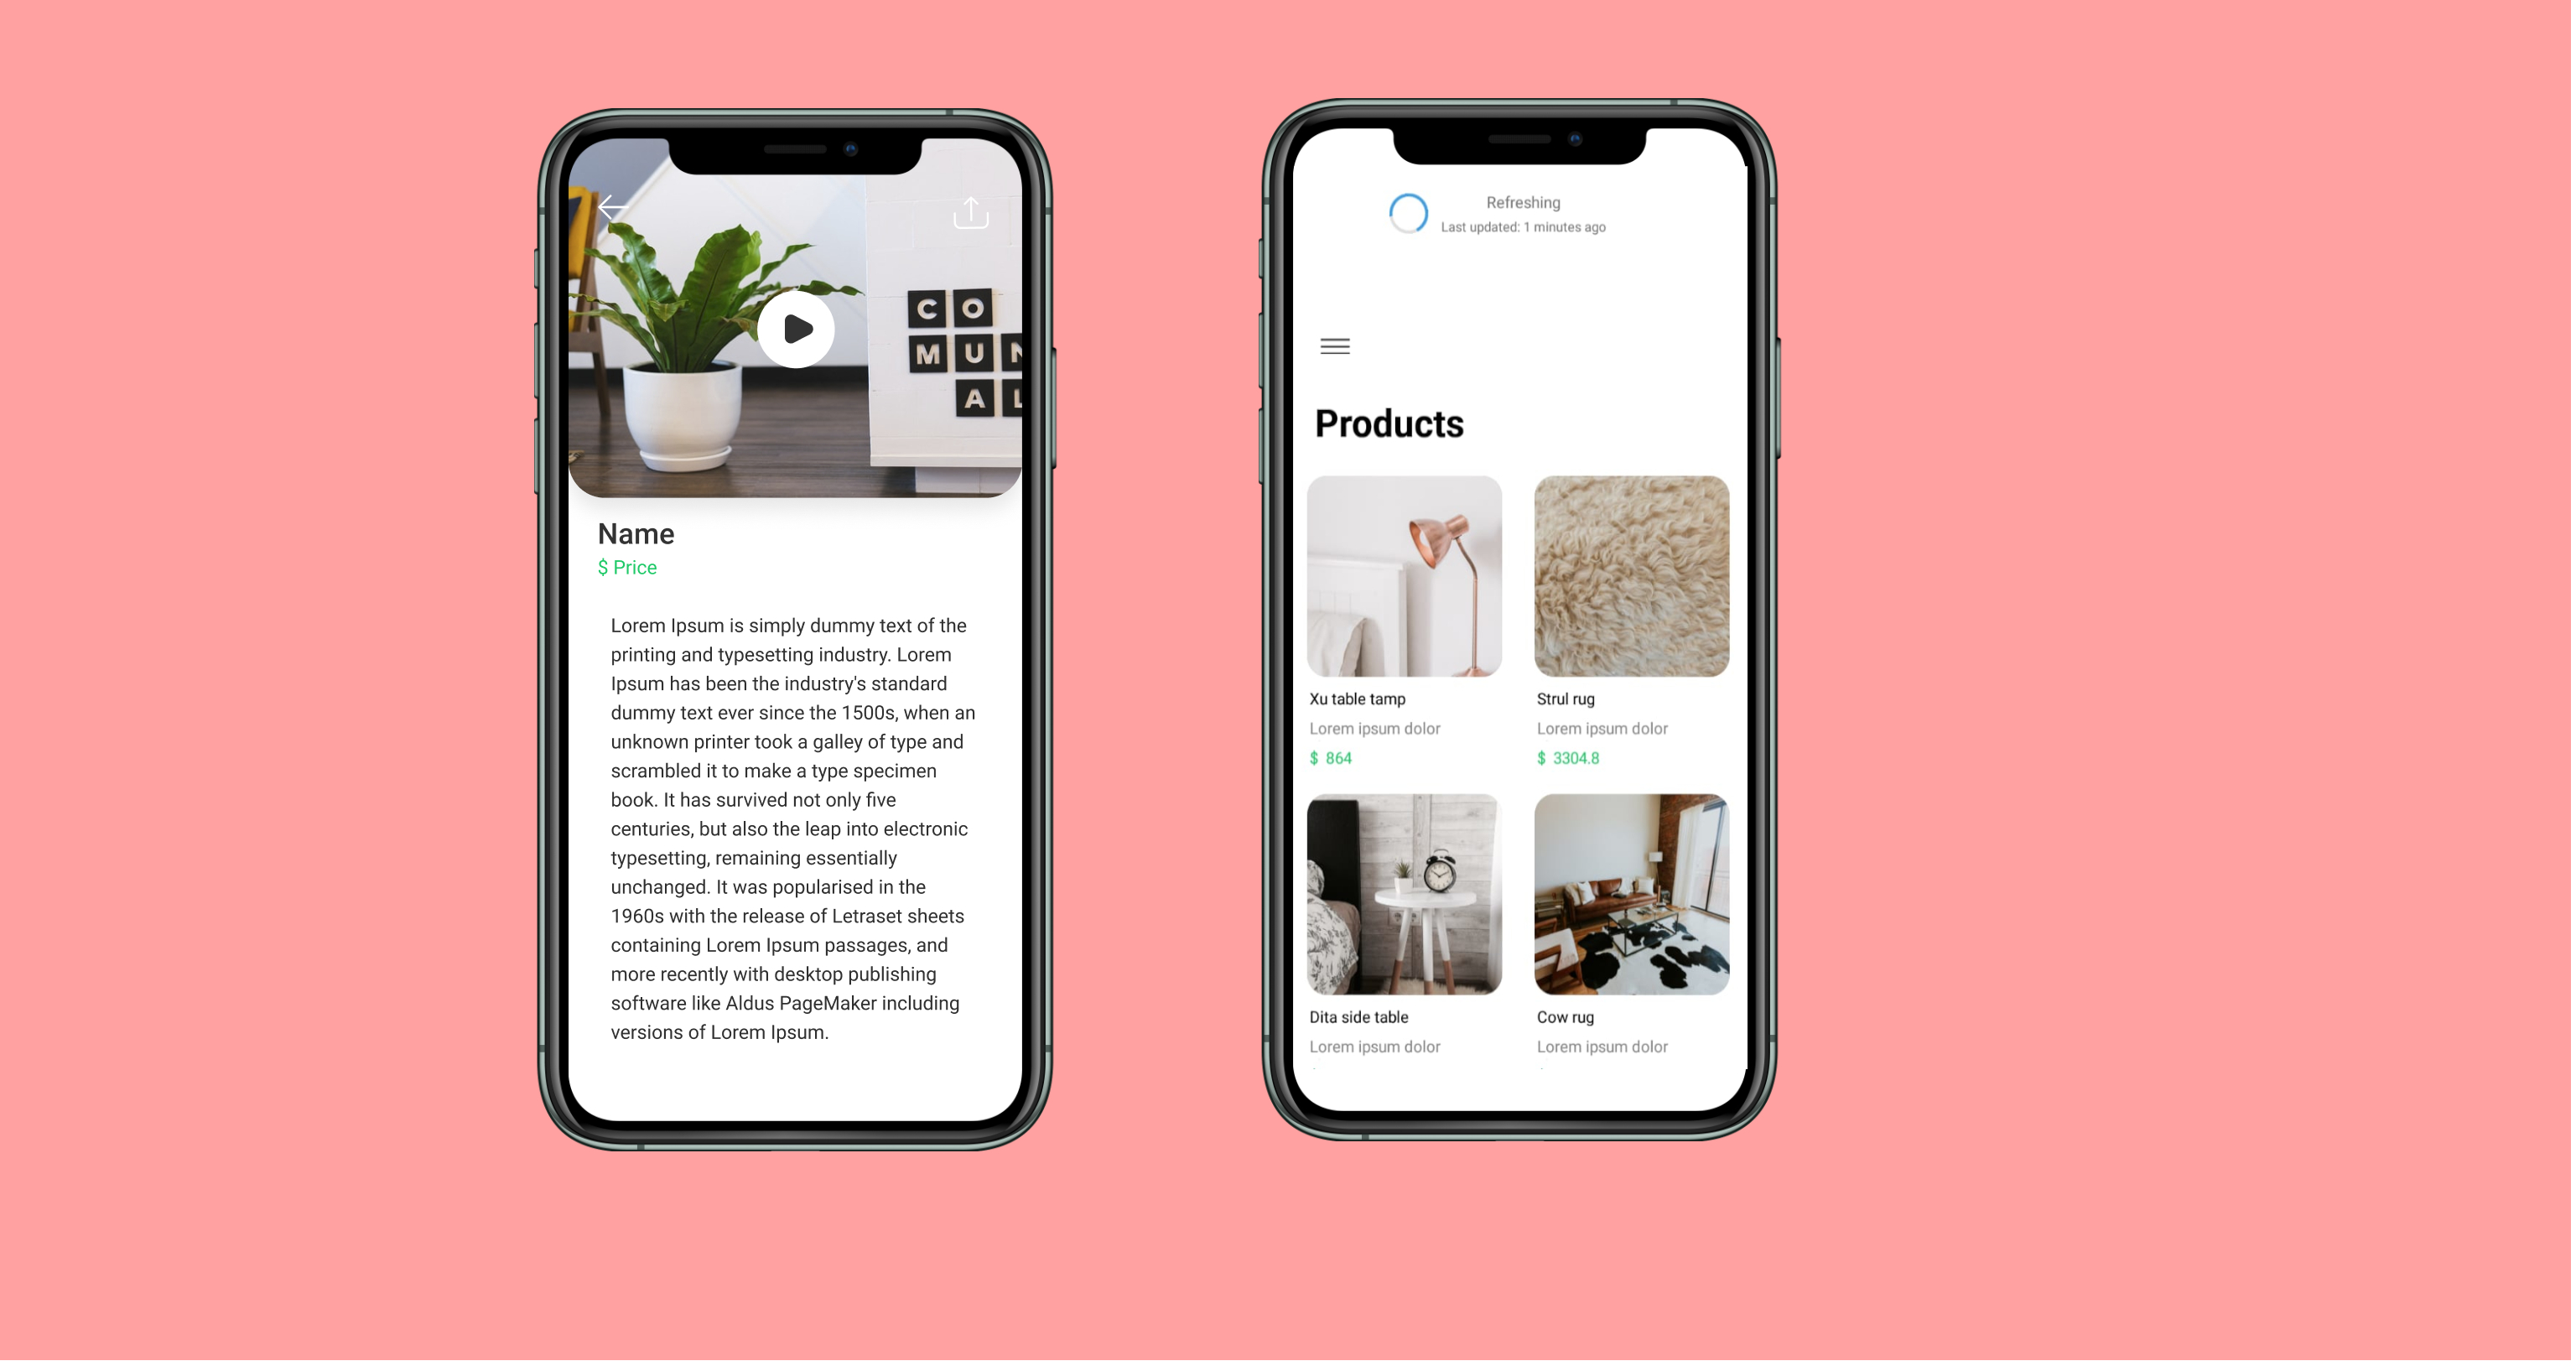 CO
MUN
AL
Name
$ Price
Lorem Ipsum is simply dummy text of the
printing and typesetting industry. Lorem
Ipsum has been the industry's standard
dummy text ever since the 1500s, when an
unknown printer took a galley of type and
scrambled it to make a type specimen
book. It has survived not only five
centuries, but also the leap into electronic
typesetting, remaining essentially
unchanged. It was popularised in the
1960s with the release of Letraset sheets
containing Lorem Ipsum passages, and
more recently with desktop publishing
software like Aldus PageMaker including
versions of Lorem Ipsum.
Refreshing
Last updated: 1 minutes ago
Products
Xu table tamp
Lorem ipsum dolor
$ 864
Strul rug
Lorem ipsum dolor
$ 3304.8
Dita side table
Lorem ipsum dolor
Cow rug
Lorem ipsum dolor